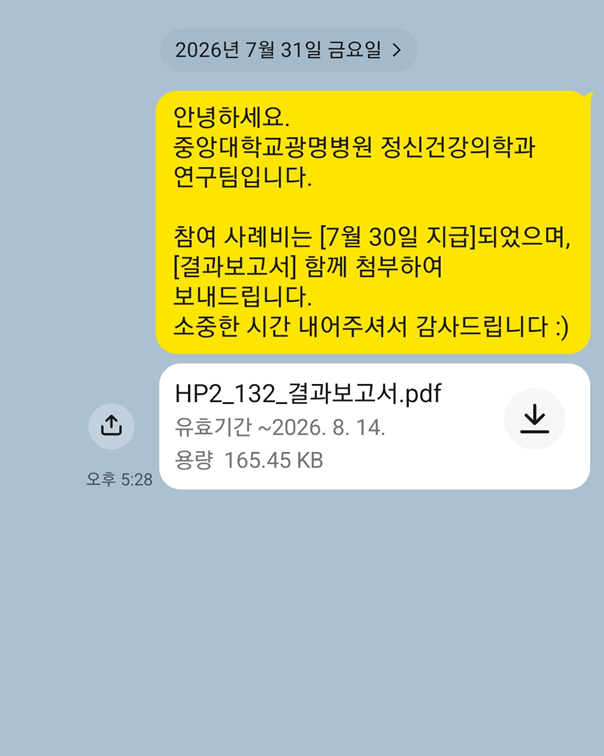 2026년 7월 31일 금요일 >
안녕하세요.
중앙대학교광명병원 정신건강의학과
연구팀입니다.
참여 사례비는 [7월 30일 지급]되었으며,
[결과보고서] 함께 첨부하여
보내드립니다.
소중한 시간 내어주셔서 감사드립니다 :)
HP2_132_결과보고서.pdf
유효기간 ~2026. 8. 14.
용량 165.45 KB
오후 5:28